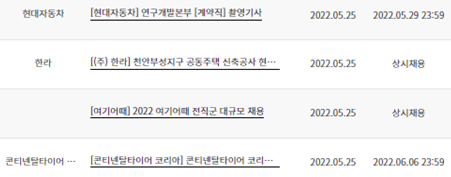 현대자동차 [현대자동차] 연구개발본부 [계약직] 촬영기사 2022.05.25 2022.05.29 23:59
한라 [(주) 한라] 천안부성지구 공동주택 신축공사 현··· 2022.05.25 상시채용
[여기어때] 2022 여기어때 전직군 대규모 채용 2022.05.25 상시채용
콘티넨탈타이어 ··· [콘티넨탈타이어 코리아] 콘티넨탈타이어 코리··· 2022.05.25 2022.06.06 23:59